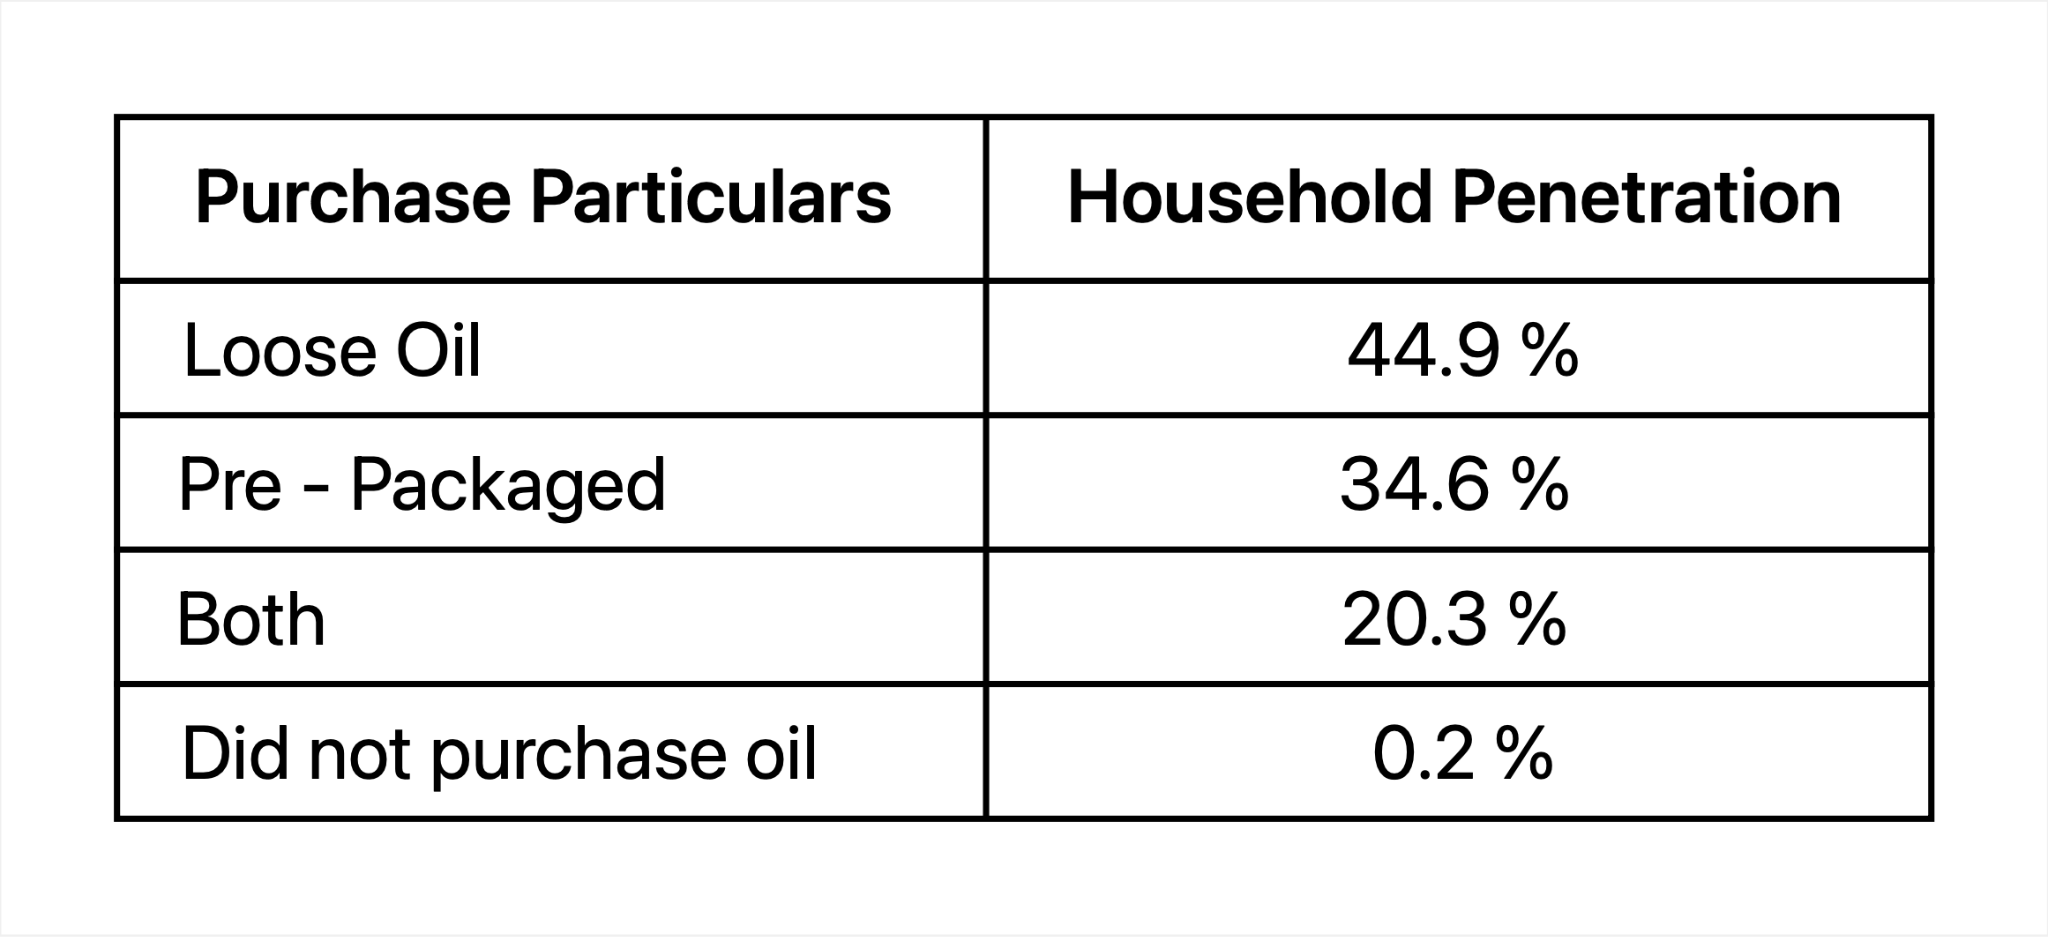 Purchase Particulars Household Penetration
Loose Oil 44.9 %
Pre - Packaged 34.6 %
Both 20.3 %
Did not purchase oil 0.2 %